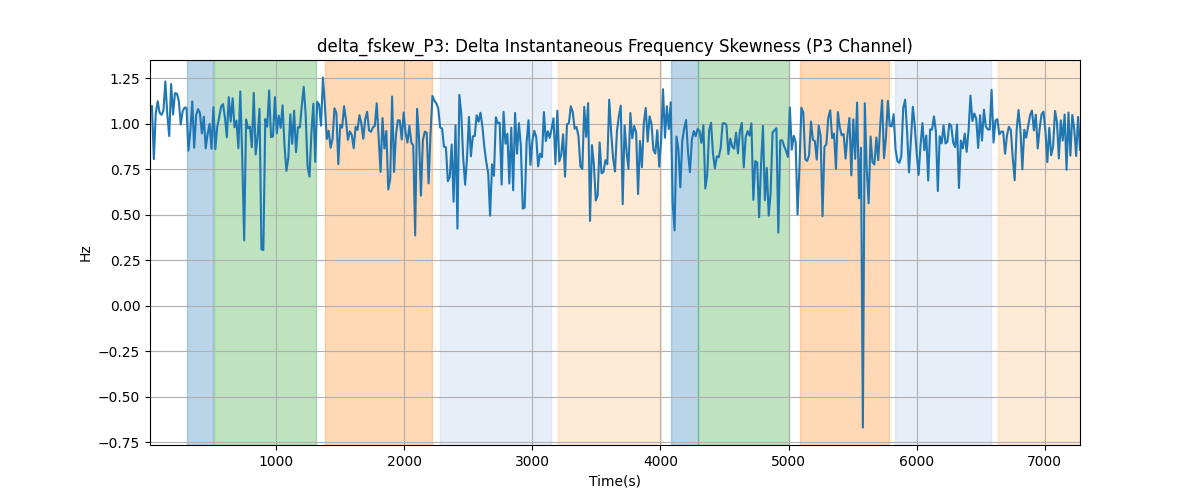 delta_fskew_P3: Delta Instantaneous Frequency Skewness (P3 Channel)
1.25
1.00
0.75
0.50
0.25
0.00
−0.25
−0.50
−0.75
Hz
1000 2000 3000 4000 5000 6000 7000
Time(s)